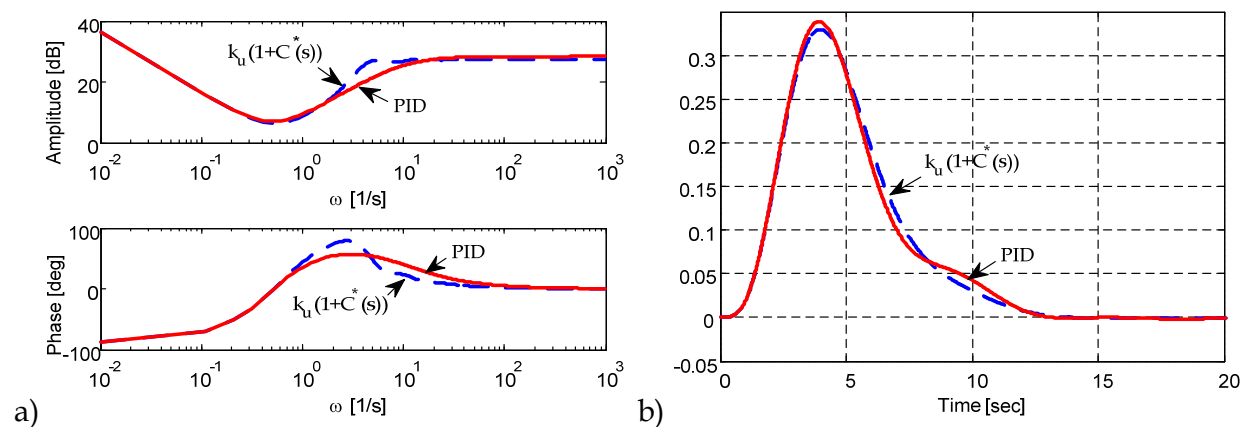 40
20
0
Amplitude [dB]
k_u(1+C^*(s))
PID
10^-2
10^-1
10^0
10^1
10^2
10^3
ω [1/s]
100
0
-100
Phase [deg]
PID
k_u(1+C^*(s))
10^-2
10^-1
10^0
10^1
10^2
10^3
ω [1/s]
a)
0.3
0.35
0.25
0.2
0.15
0.1
0.05
0
-0.05
k_u(1+C^*(s))
PID
0
5
10
15
20
Time [sec]
b)